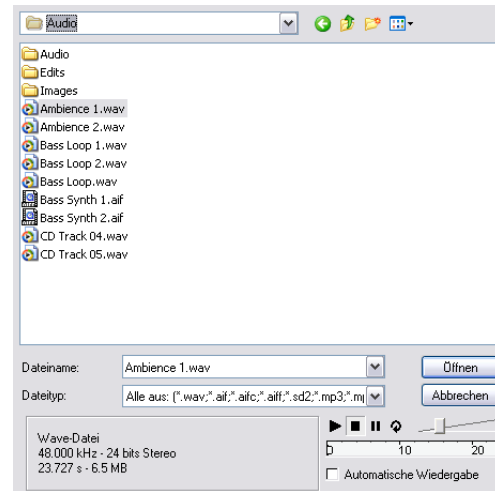 Audio
Audio
Edits
Images
Ambience 1.wav
Ambience 2.wav
Bass Loop 1.wav
Bass Loop 2.wav
Bass Loop.wav
Bass Synth 1.aif
Bass Synth 2.aif
CD Track 04.wav
CD Track 05.wav
Dateiname: Ambience 1.wav Öffnen
Dateityp: Alle aus: (*.wav;*.aif;*.aifc;*.aiff;*.sd2;*.mp3;*.m Abbrechen
Wave-Datei
48.000 kHz - 24 bits Stereo
23.727 s - 6.5 MB
0 10 20
Automatische Wiedergabe